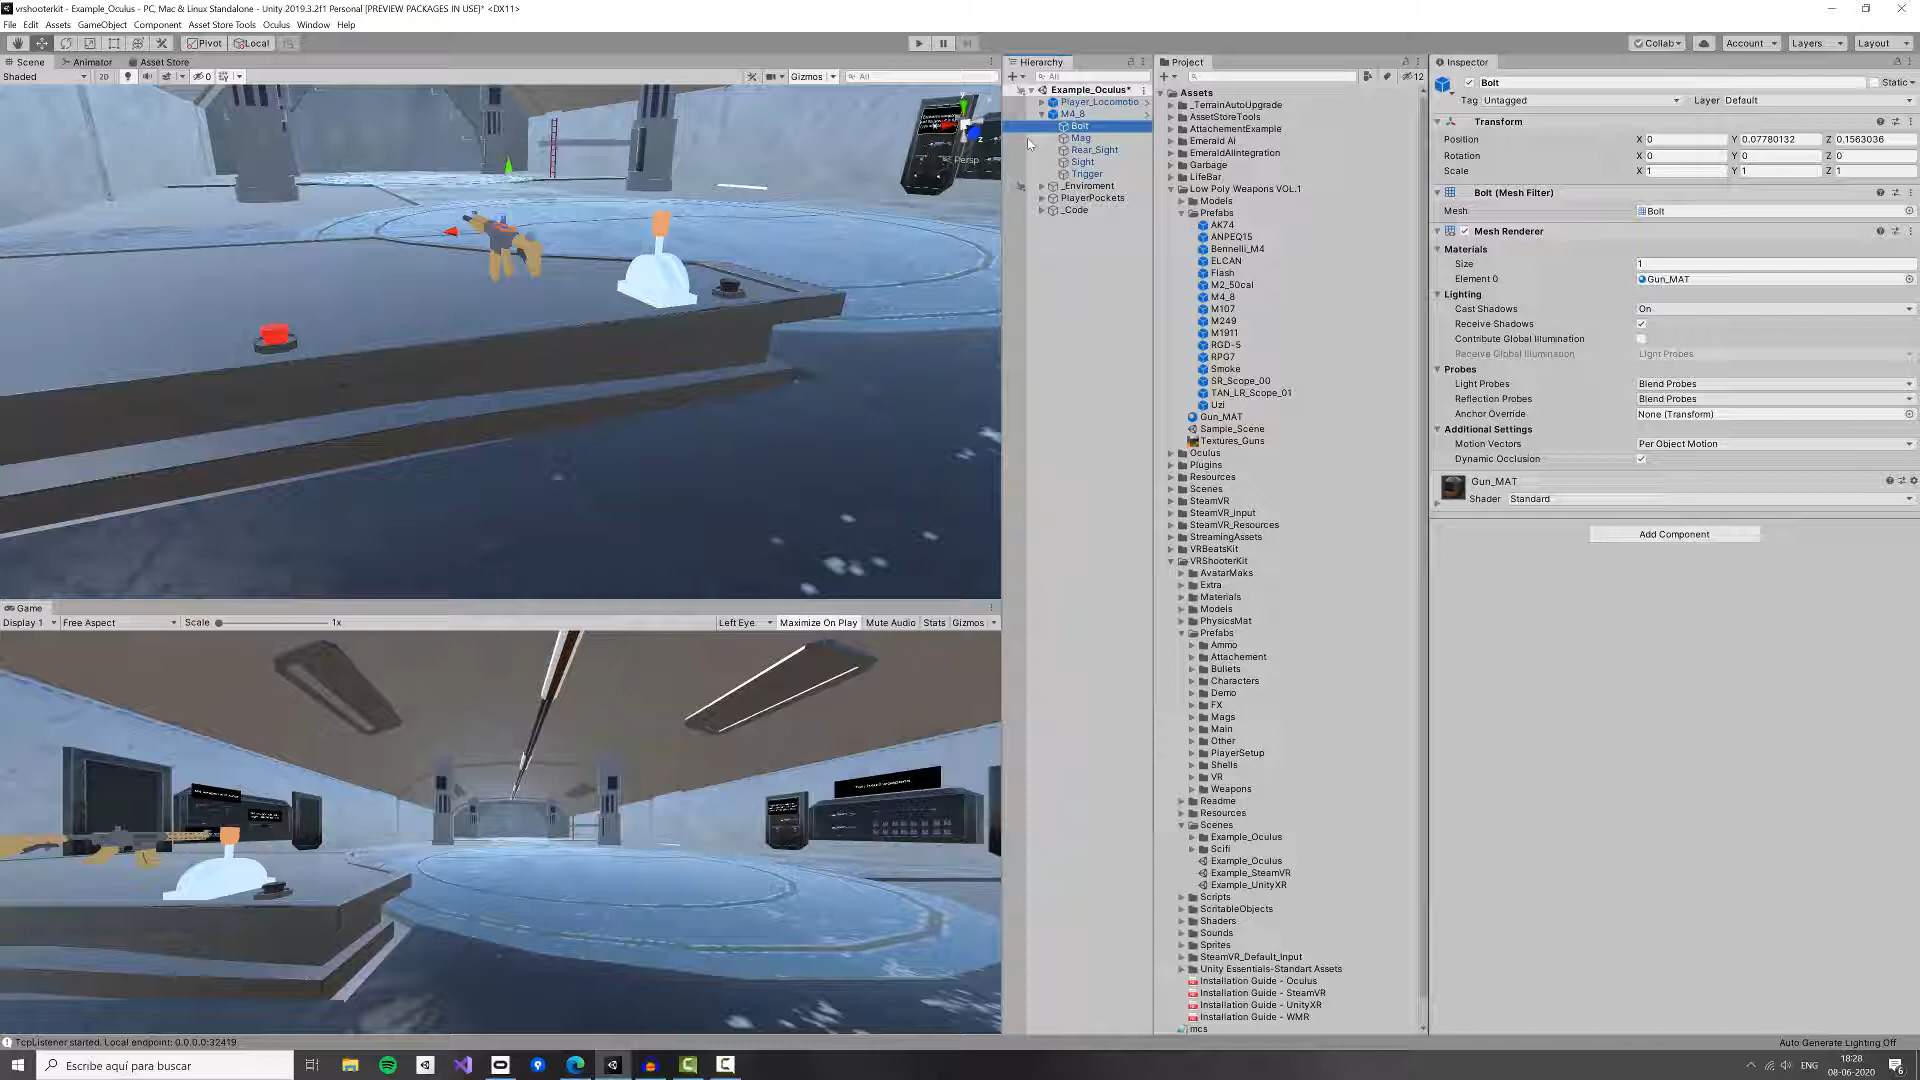 vrshooterkit - Example_Oculus - PC, Mac & Linux Standalone - Unity 2019.3.2f1 Personal [PREVIEW PACKAGES IN USE]* <DX11>
File Edit Assets GameObject Component Asset Store Tools Oculus Window Help
Pivot Local Collab Account Layers Layout
Scene Animator Asset Store
Shaded 2D 0 Gizmos All
y
z
Persp
Hierarchy
All
Example_Oculus*
Player_Locomotio
M4_8
Bolt
Mag
Rear_Sight
Sight
Trigger
_Enviroment
PlayerPockets
_Code
Project
12
Assets
_TerrainAutoUpgrade
AssetStoreTools
AttachementExample
Emerald AI
EmeraldAIintegration
Garbage
LifeBar
Low Poly Weapons VOL.1
Models
Prefabs
AK74
ANPEQ15
Bennelli_M4
ELCAN
Flash
M2_50cal
M4_8
M107
M249
M1911
RGD-5
RPG7
Smoke
SR_Scope_00
TAN_LR_Scope_01
Uzi
Gun_MAT
Sample_Scene
Textures_Guns
Oculus
Plugins
Resources
Scenes
SteamVR
SteamVR_Input
SteamVR_Resources
StreamingAssets
VRBeatsKit
VRShooterKit
AvatarMaks
Extra
Materials
Models
PhysicsMat
Prefabs
Ammo
Attachement
Bullets
Characters
Demo
FX
Mags
Main
Other
PlayerSetup
Shells
VR
Weapons
Readme
Resources
Scenes
Example_Oculus
Scifi
Example_Oculus
Example_SteamVR
Example_UnityXR
Scripts
ScritableObjects
Shaders
Sounds
Sprites
SteamVR_Default_Input
Unity Essentials-Standart Assets
Installation Guide - Oculus
Installation Guide - SteamVR
Installation Guide - UnityXR
Installation Guide - WMR
mcs
Inspector
Bolt Static
Tag Untagged Layer Default
Transform
Position X 0 Y 0.07780132 Z 0.1563036
Rotation X 0 Y 0 Z 0
Scale X 1 Y 1 Z 1
Bolt (Mesh Filter)
Mesh Bolt
Mesh Renderer
Materials
Size 1
Element 0 Gun_MAT
Lighting
Cast Shadows On
Receive Shadows
Contribute Global Illumination
Receive Global Illumination Light Probes
Probes
Light Probes Blend Probes
Reflection Probes Blend Probes
Anchor Override None (Transform)
Additional Settings
Motion Vectors Per Object Motion
Dynamic Occlusion
Gun_MAT
Shader Standard
Add Component
Game
Display 1 Free Aspect Scale 1x Left Eye Maximize On Play Mute Audio Stats Gizmos
TcpListener started. Local endpoint: 0.0.0.0:32419
Auto Generate Lighting Off
Escribe aquí para buscar
ENG
18:28
08-06-2020
6